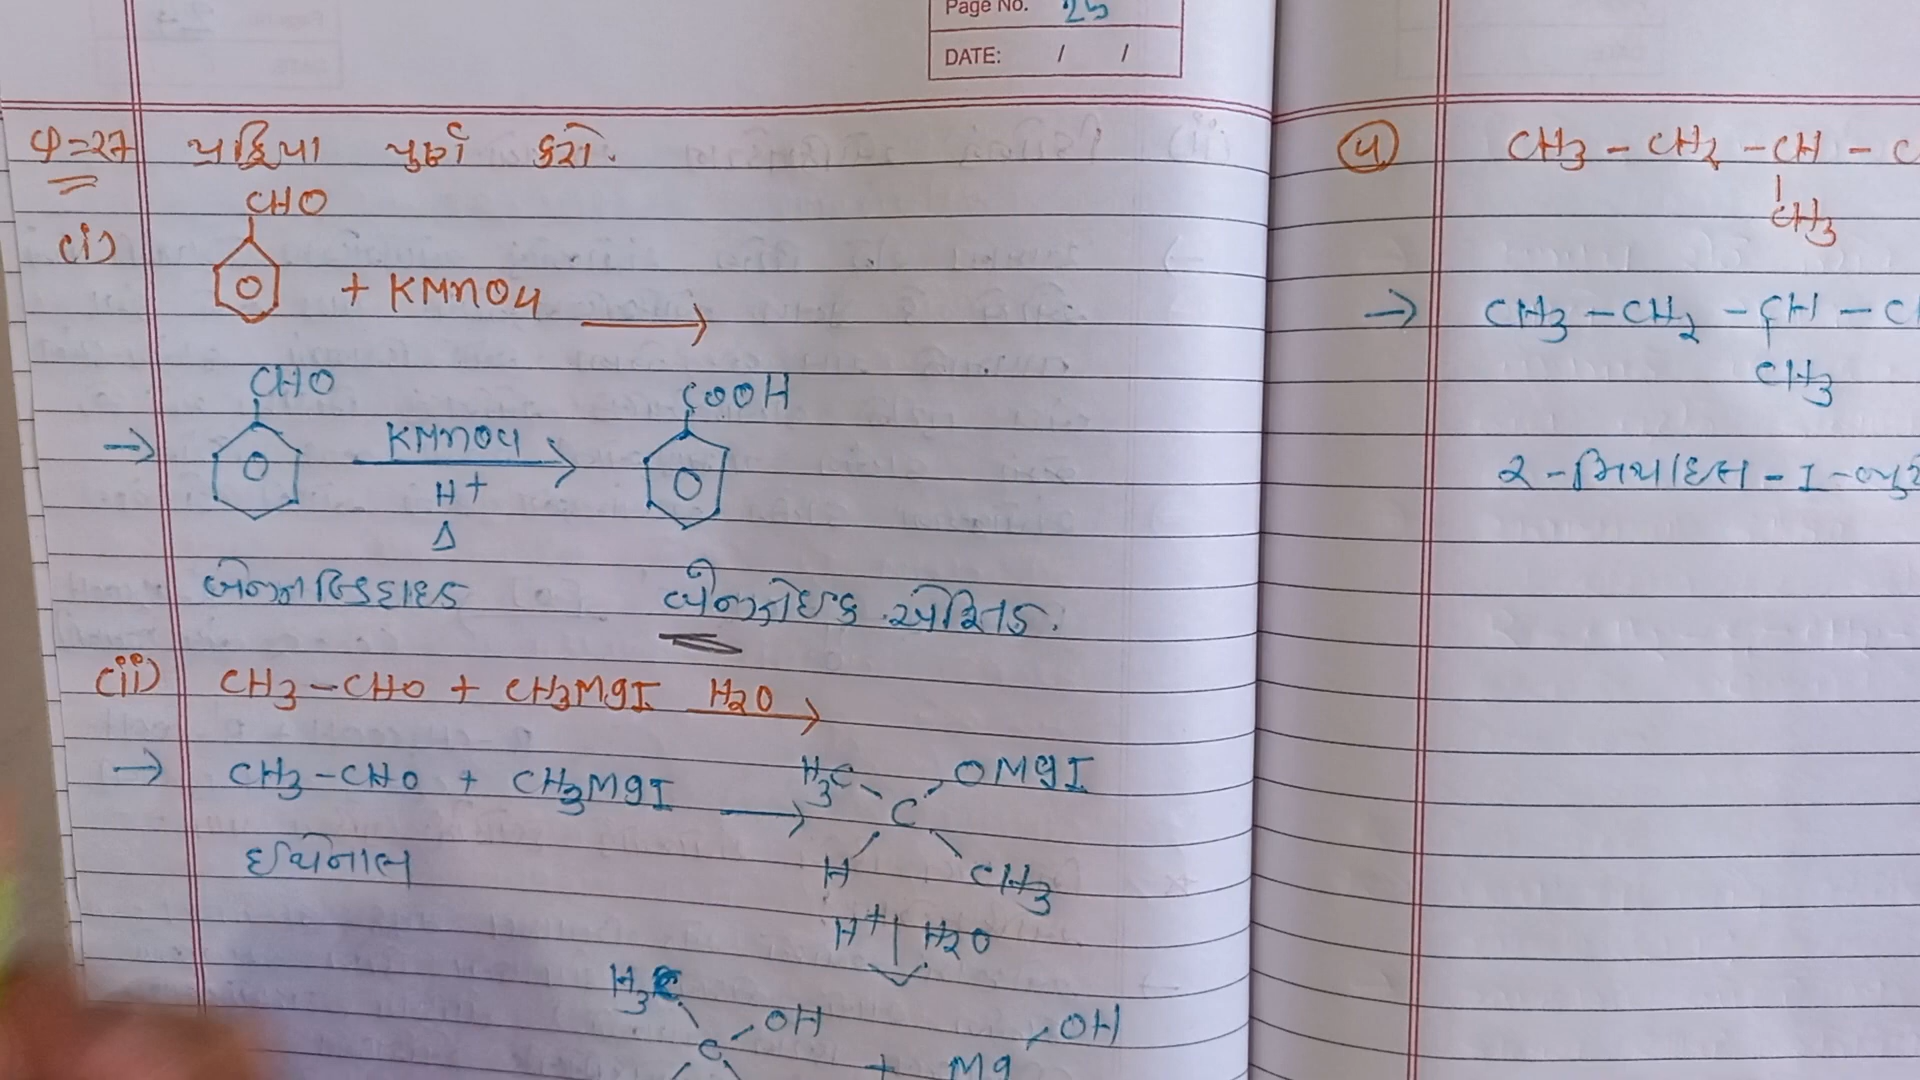 Page No. 25
DATE: / /
પ્ર=27 પ્રક્રિયા પુર્ણ કરો.
(i)
CHO
+ KMnO4 →
→ CHO KMnO4 → COOH
H+
Δ
બેન્ઝાલ્ડિહાઇડ બેન્ઝોઇક એસિડ.
(ii) CH3-CHO + CH3MgI H2O →
→ CH3-CHO + CH3MgI → H3C OMgI
C
ઇથેનાલ H CH3
H+ | H2O
H3C OH OH
C + Mg
(૫) CH3 - CH2 - CH - C
CH3
→ CH3 - CH2 - CH - C
CH3
2-મિથાઇલ-1-બ્યુ